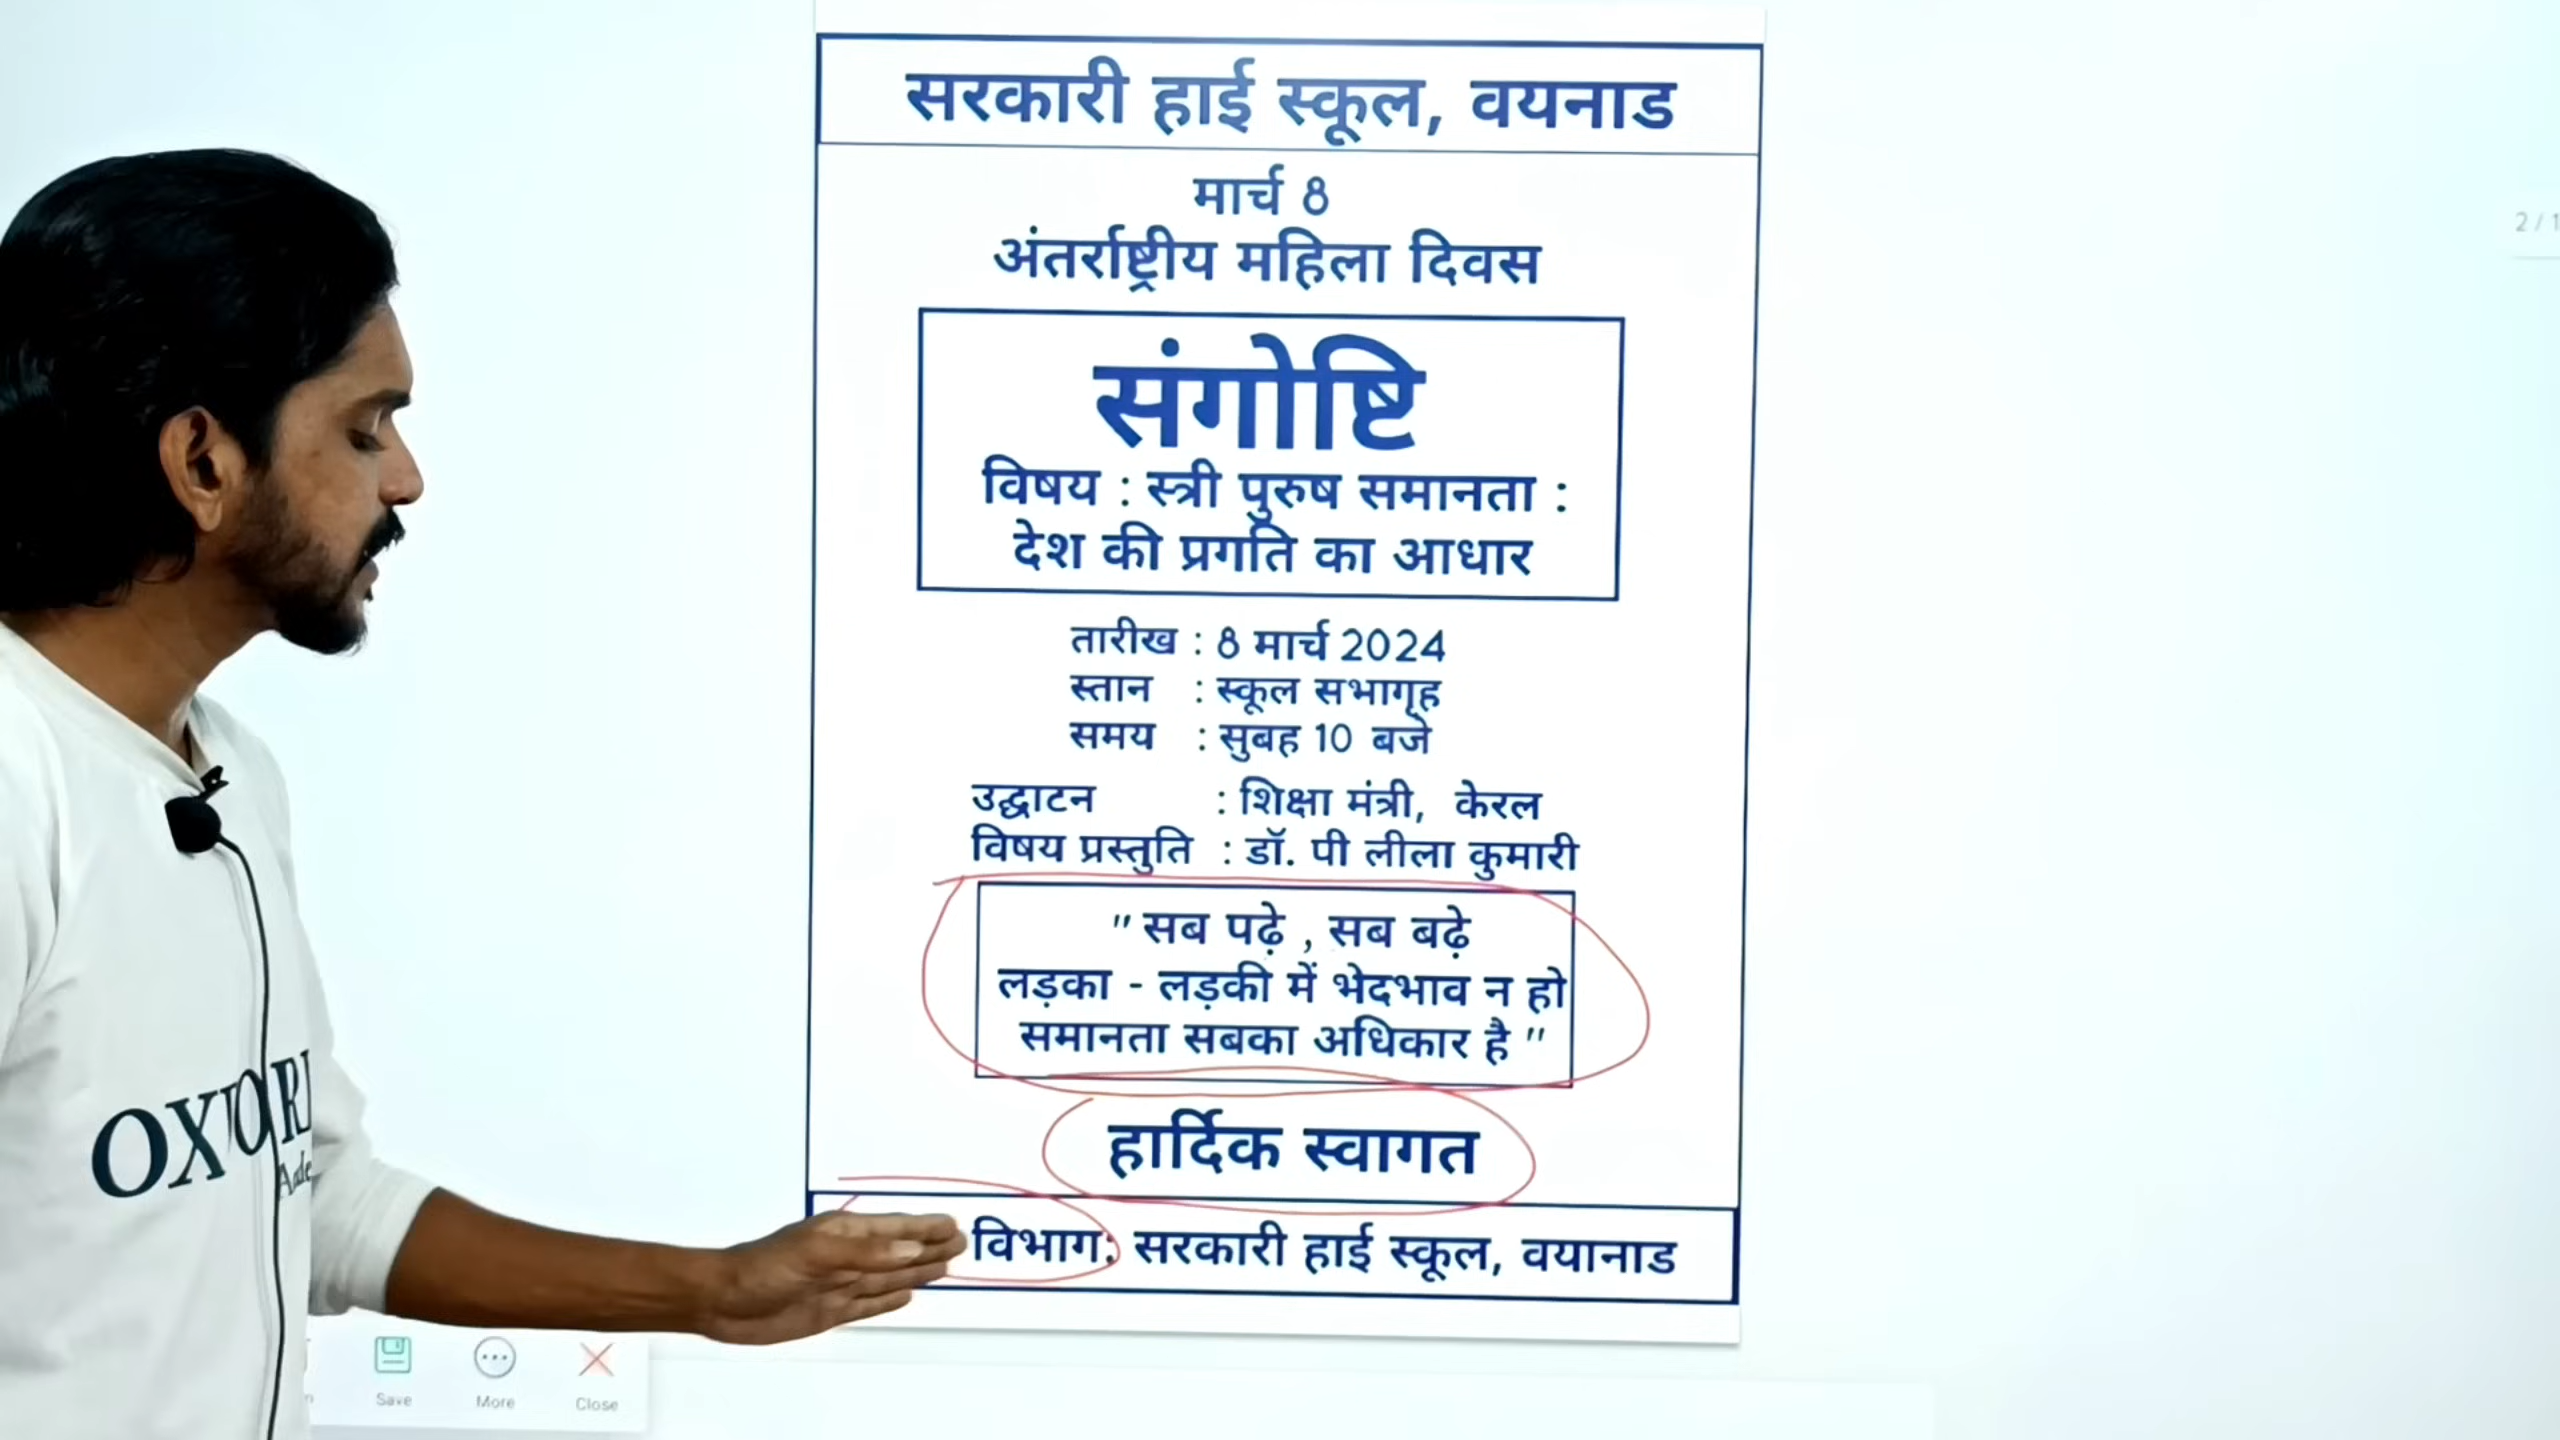 सरकारी हाई स्कूल, वयनाड
मार्च 8
अंतर्राष्ट्रीय महिला दिवस
संगोष्टि
विषय : स्त्री पुरुष समानता :
देश की प्रगति का आधार
तारीख : 8 मार्च 2024
स्तान : स्कूल सभागृह
समय : सुबह 10 बजे
उद्घाटन : शिक्षा मंत्री, केरल
विषय प्रस्तुति : डॉ. पी लीला कुमारी
" सब पढ़े , सब बढ़े
लड़का - लड़की में भेदभाव न हो
समानता सबका अधिकार है "
हार्दिक स्वागत
विभाग: सरकारी हाई स्कूल, वयानाड
Save
More
Close